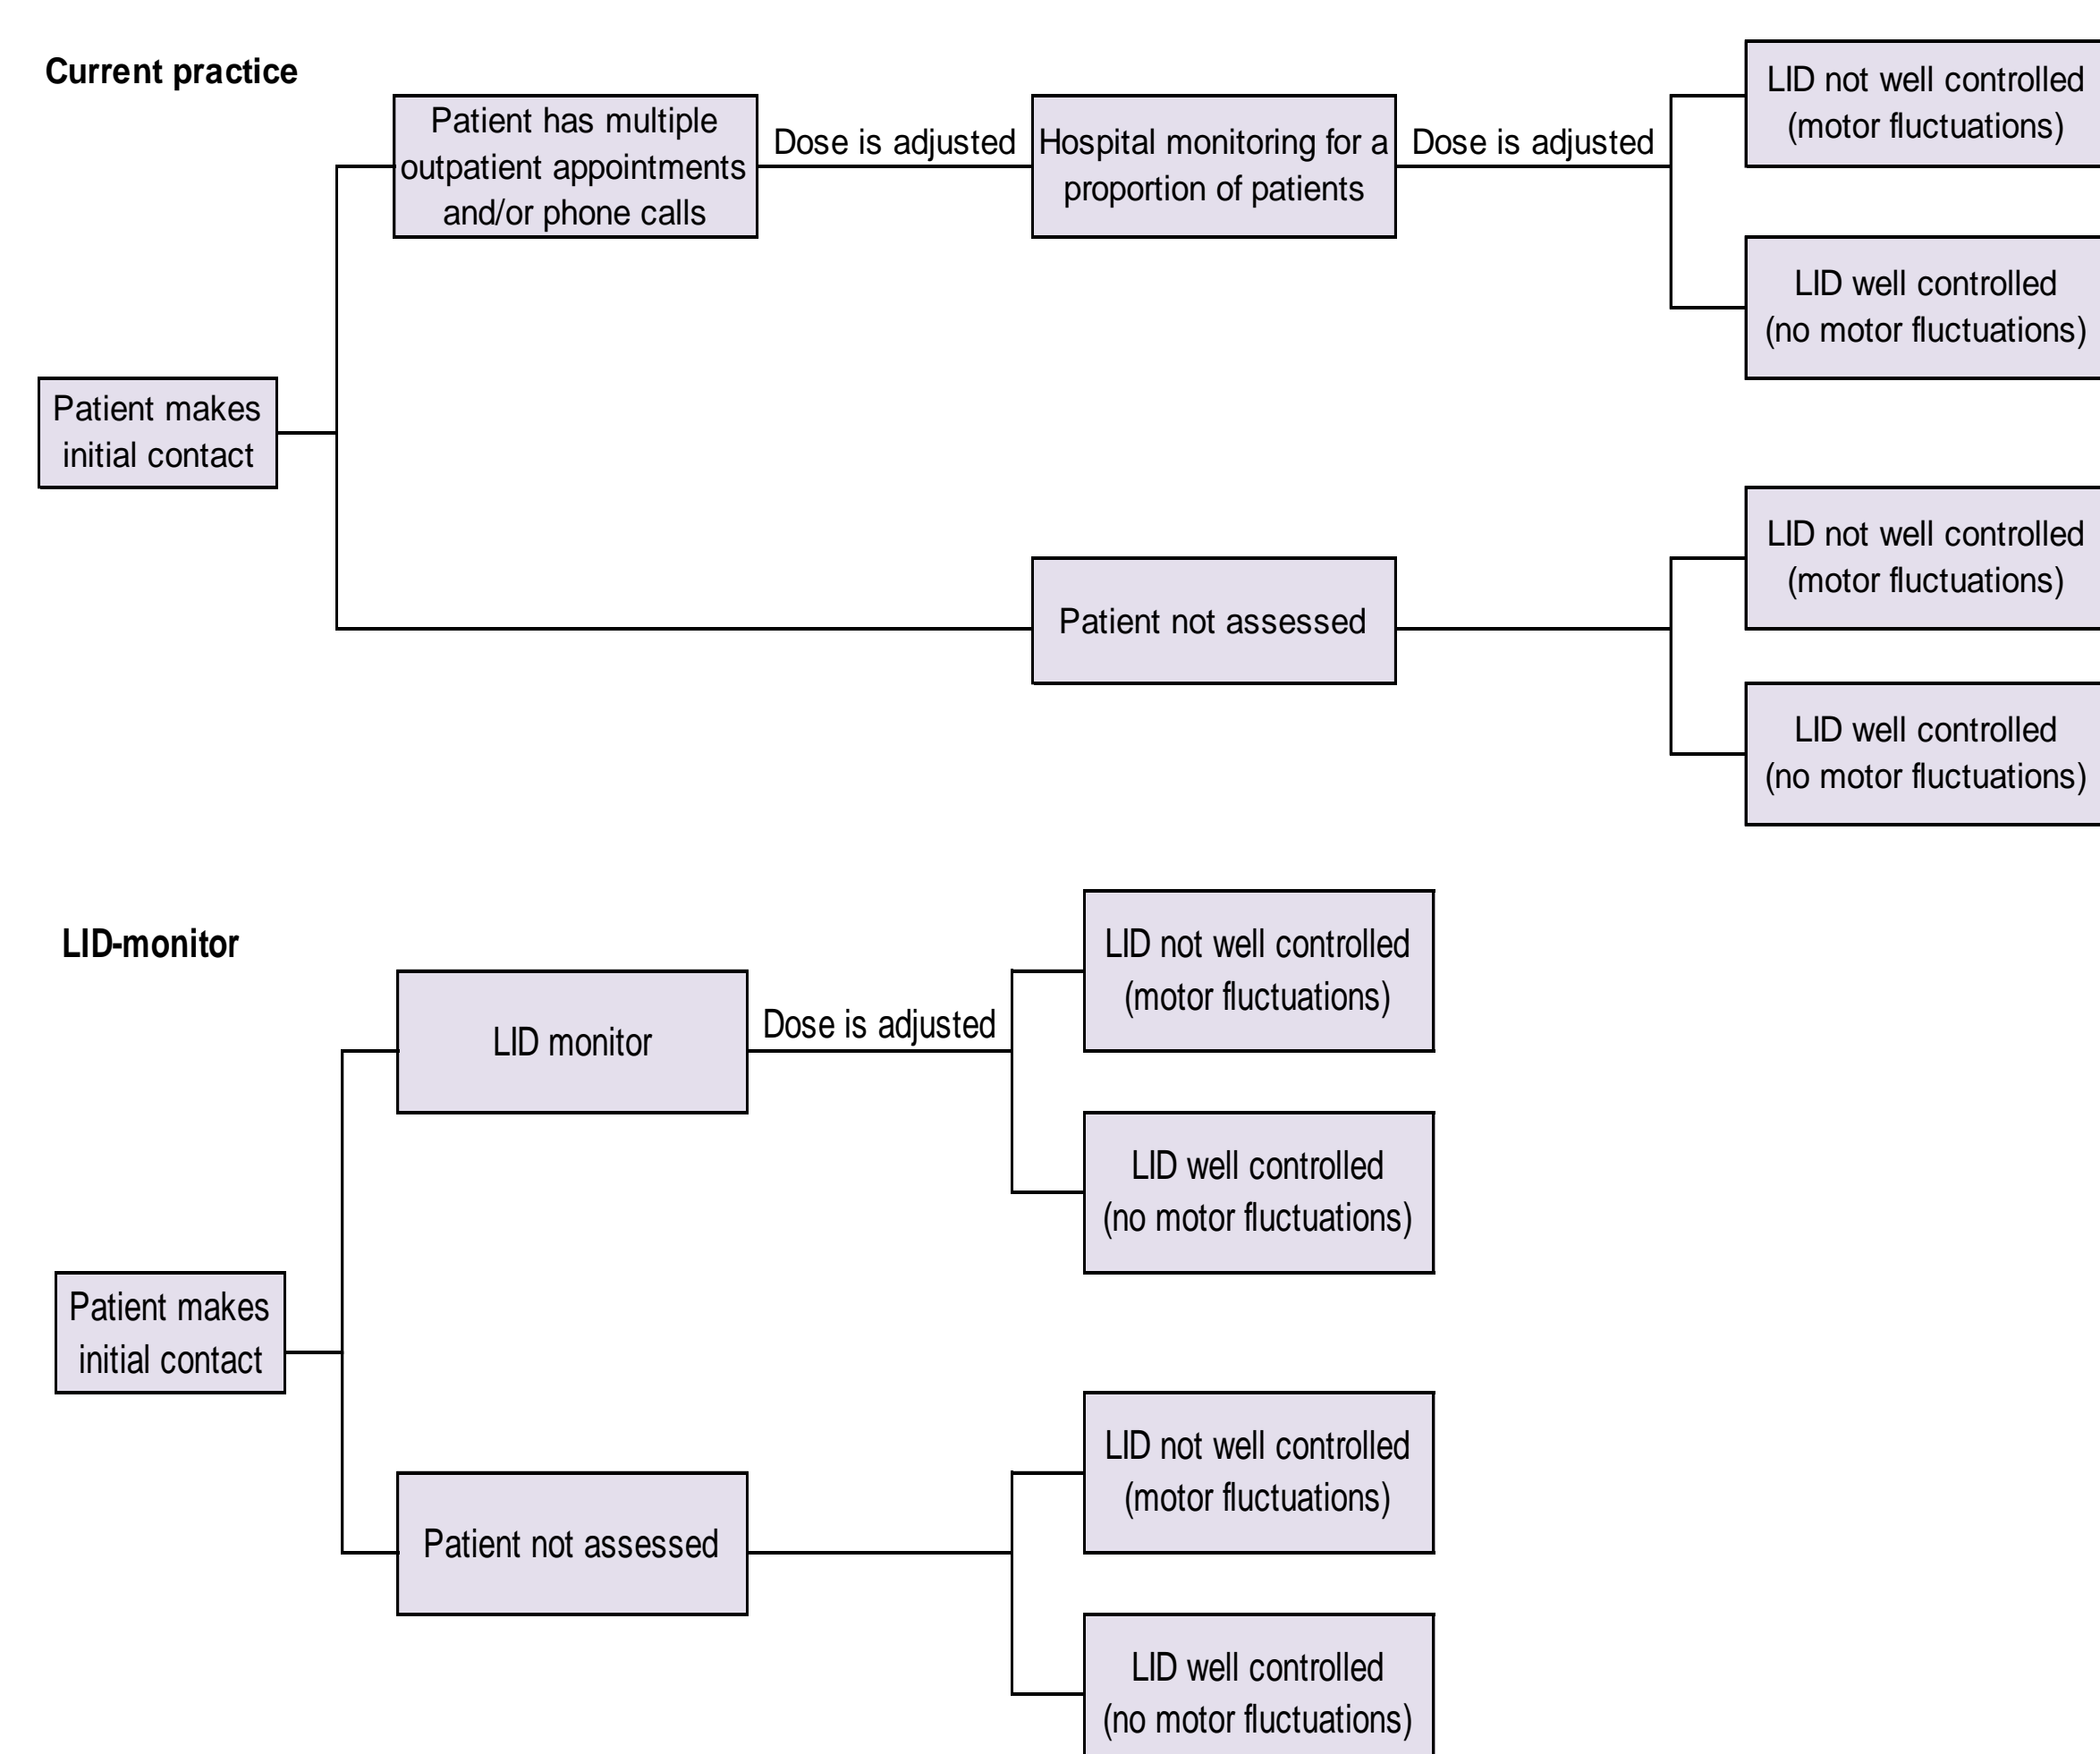 Current practice
Patient makes
initial contact
Patient has multiple
outpatient appointments
and/or phone calls
Dose is adjusted
Hospital monitoring for a
proportion of patients
Dose is adjusted
LID not well controlled
(motor fluctuations)
LID well controlled
(no motor fluctuations)
Patient not assessed
LID not well controlled
(motor fluctuations)
LID well controlled
(no motor fluctuations)
LID-monitor
Patient makes
initial contact
LID monitor
Dose is adjusted
LID not well controlled
(motor fluctuations)
LID well controlled
(no motor fluctuations)
Patient not assessed
LID not well controlled
(motor fluctuations)
LID well controlled
(no motor fluctuations)